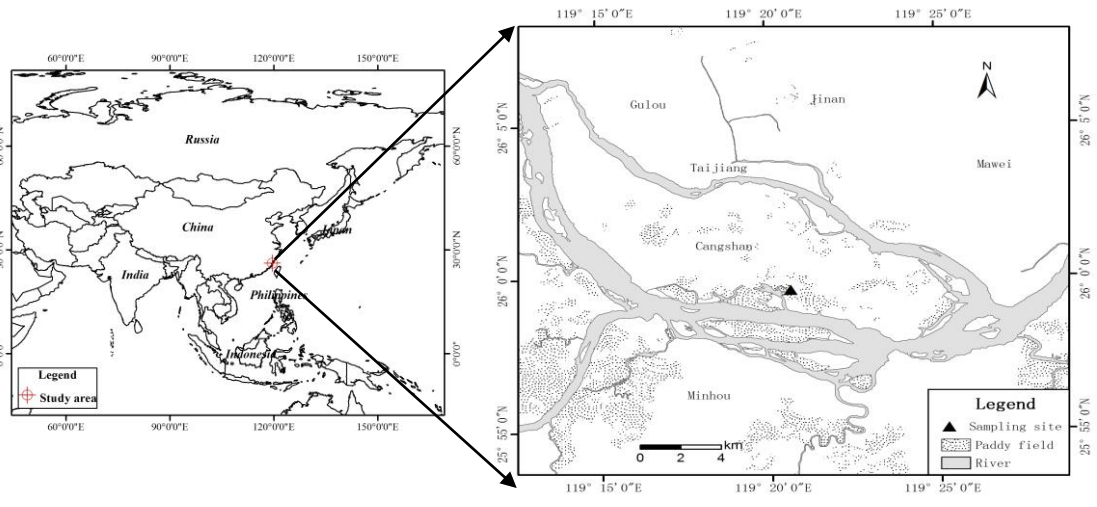 60°0'0"E 90°0'0"E 120°0'0"E 150°0'0"E
Russia
60°0'0"N
China
Japan
30°0'0"N
India
Philippines
Indonesia
0°0'0"
Legend
Study area
60°0'0"E 90°0'0"E 120°0'0"E 150°0'0"E
119° 15'0"E 119° 20'0"E 119° 25'0"E
N
Gulou
Jinan
26° 5'0"N
26° 5'0"N
Mawei
Taijiang
Cangshan
26° 0'0"N
26° 0'0"N
Minhou
Legend
Sampling site
Paddy field
River
km
0 2 4
25° 55'0"N
25° 55'0"N
119° 15'0"E 119° 20'0"E 119° 25'0"E